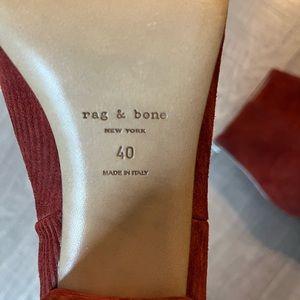 rag & bone
NEW YORK
40
MADE IN ITALY